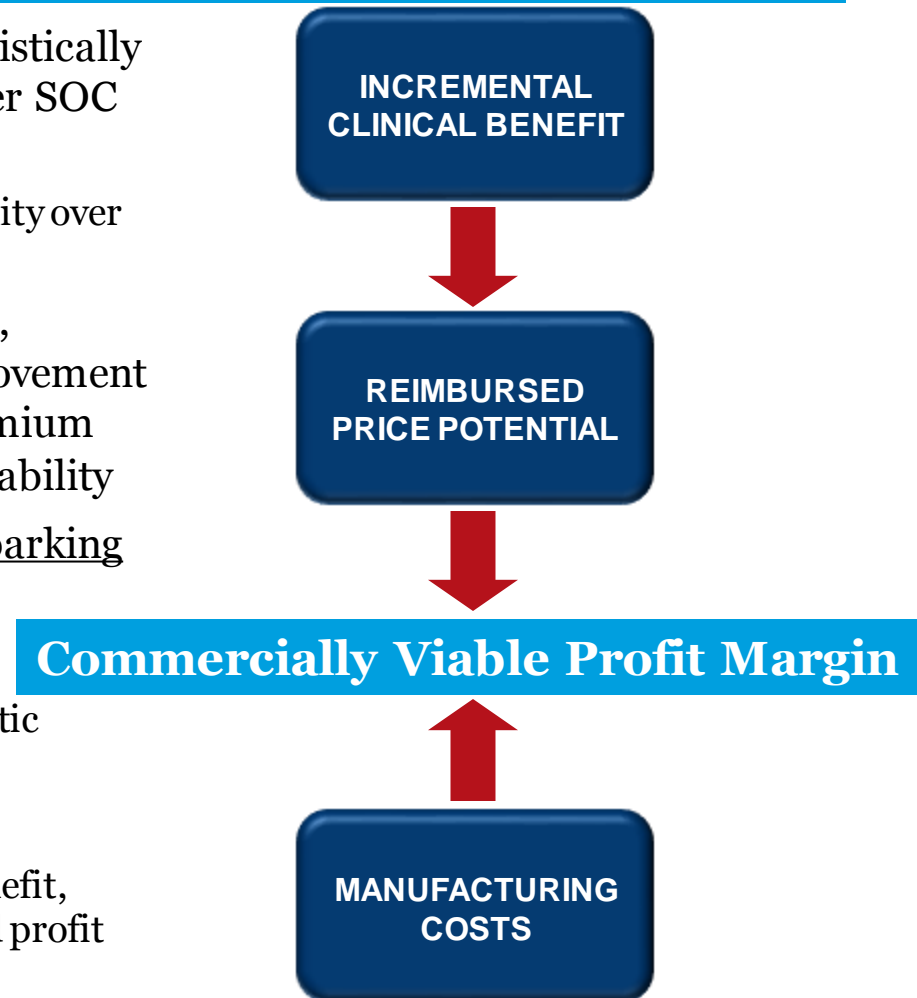 istically
er SOC
ity over
,
ovement
mium
ability
parking
tic
efit,
profit
INCREMENTAL
CLINICAL BENEFIT
REIMBURSED
PRICE POTENTIAL
Commercially Viable Profit Margin
MANUFACTURING
COSTS